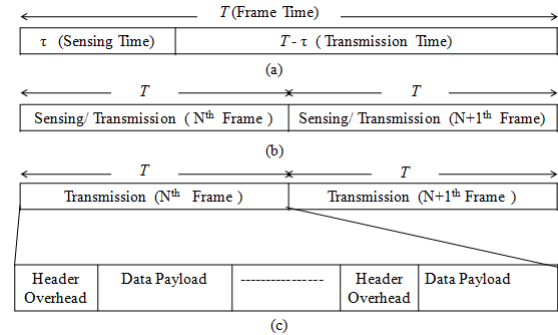 T (Frame Time)
τ (Sensing Time) T - τ ( Transmission Time)
(a)
T T
Sensing/ Transmission ( Nth Frame ) Sensing/ Transmission (N+1th Frame)
(b)
T T
Transmission (Nth Frame ) Transmission (N+1th Frame )
Header Overhead Data Payload ---------------- Header Overhead Data Payload
(c)